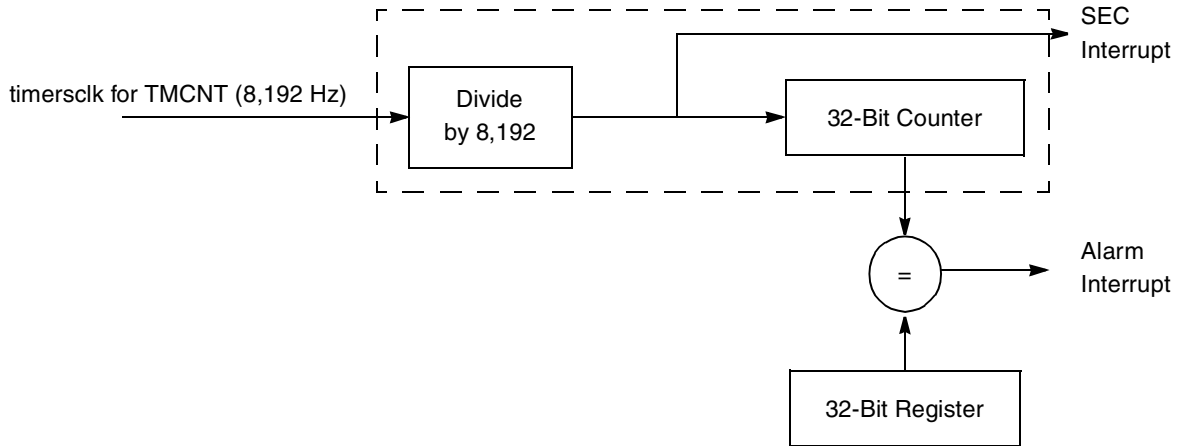 SEC
Interrupt
timersclk for TMCNT (8,192 Hz)
Divide
by 8,192
32-Bit Counter
Alarm
Interrupt
=
32-Bit Register